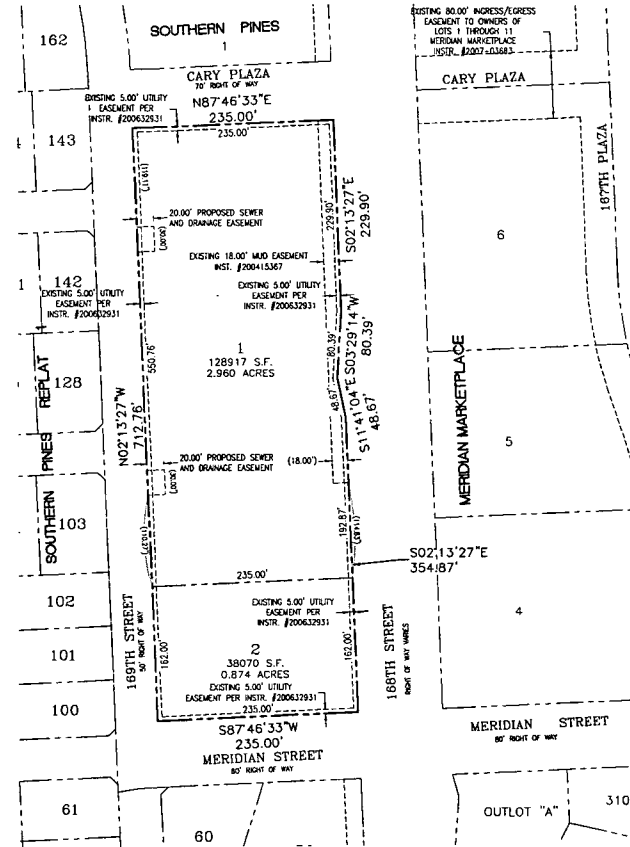 162
SOUTHERN PINES
1
EXISTING 80.00' INGRESS/EGRESS
EASEMENT TO OWNERS OF
LOTS 1 THROUGH 11
MERIDIAN MARKETPLACE
INSTR. #2007-03683
CARY PLAZA
70' RIGHT OF WAY
CARY PLAZA
EXISTING 5.00' UTILITY
EASEMENT PER
INSTR. #200632931
N87°46'33"E
235.00'
235.00'
143
167TH PLAZA
20.00' PROPOSED SEWER
AND DRAINAGE EASEMENT
(30.00')
229.90'
S02°13'27"E
229.90'
6
EXISTING 18.00' MUD EASEMENT
INST. #200415367
142
1
EXISTING 5.00' UTILITY
EASEMENT PER
INSTR. #200632931
EXISTING 5.00' UTILITY
EASEMENT PER
INSTR. #200632931
1
128917 S.F.
2.960 ACRES
550.76'
80.39'
S03°29'14"W
80.39'
128
SOUTHERN PINES REPLAT
N02°13'27"W
712.76'
48.67'
S11°41'04"E
48.67'
MERIDIAN MARKETPLACE
5
20.00' PROPOSED SEWER
AND DRAINAGE EASEMENT
(18.00')
(30.00')
103
192.87'
S02°13'27"E
354.87'
235.00'
102
EXISTING 5.00' UTILITY
EASEMENT PER
INSTR. #200632931
4
169TH STREET
50' RIGHT OF WAY
162.00'
162.00'
168TH STREET
RIGHT OF WAY VARIES
101
2
38070 S.F.
0.874 ACRES
100
EXISTING 5.00' UTILITY
EASEMENT PER INSTR. #200632931
235.00'
S87°46'33"W
235.00'
MERIDIAN STREET
80' RIGHT OF WAY
MERIDIAN STREET
80' RIGHT OF WAY
61
60
OUTLOT "A"
310